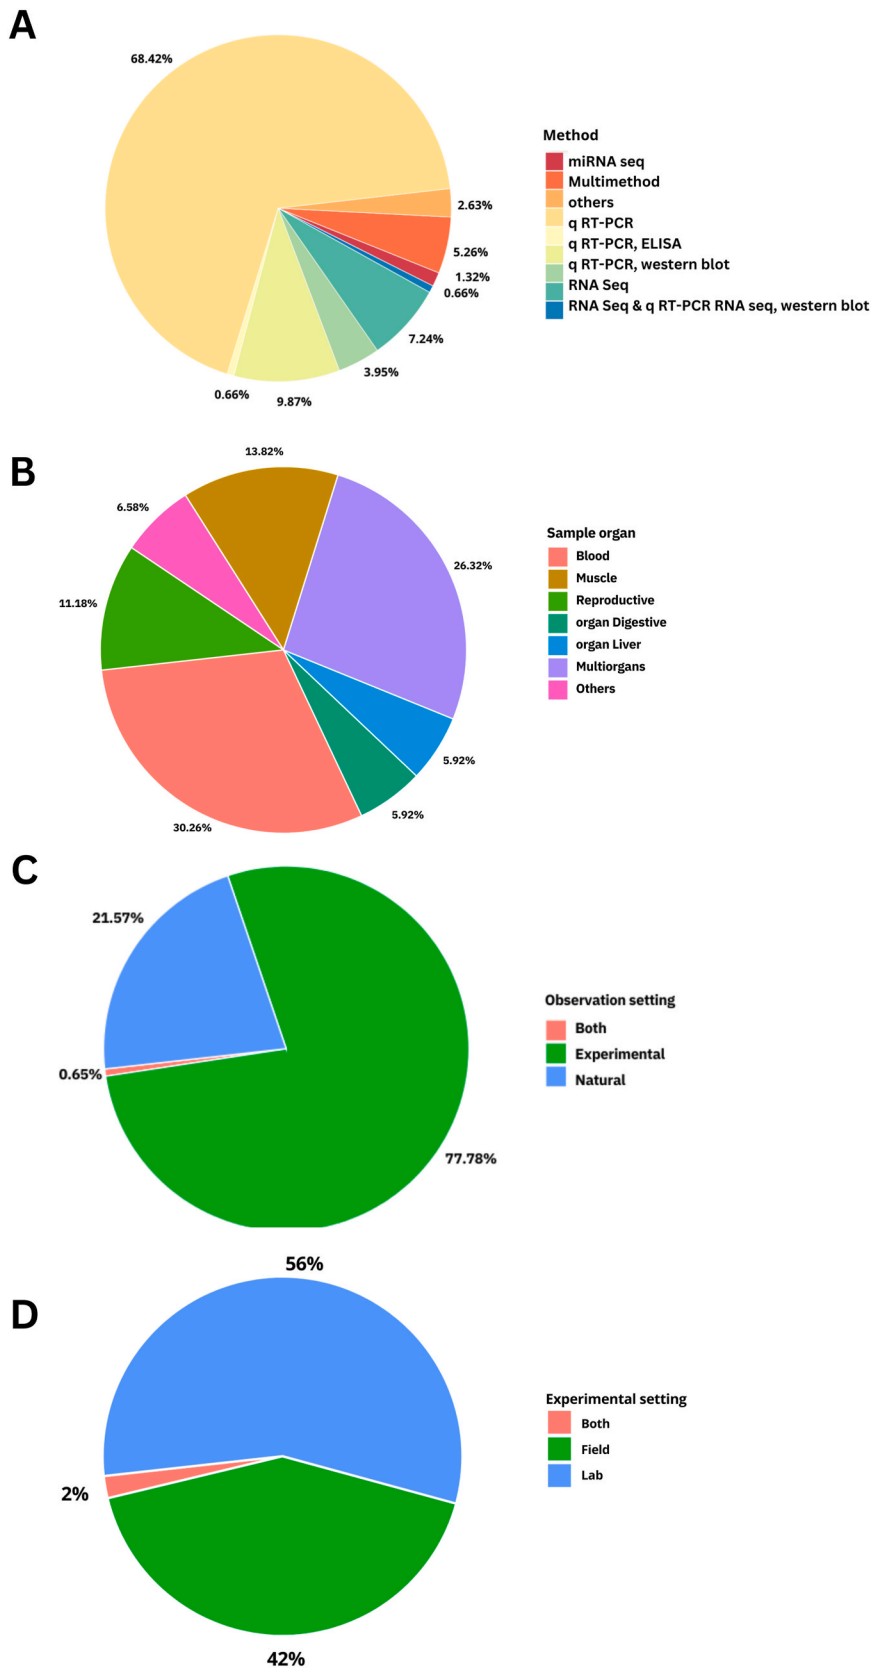 A
68.42%
2.63%
5.26%
1.32%
0.66%
7.24%
3.95%
9.87%
0.66%
Method
miRNA seq
Multimethod
others
q RT-PCR
q RT-PCR, ELISA
q RT-PCR, western blot
RNA Seq
RNA Seq & q RT-PCR RNA seq, western blot
B
13.82%
6.58%
26.32%
11.18%
5.92%
5.92%
30.26%
Sample organ
Blood
Muscle
Reproductive
organ Digestive
organ Liver
Multiorgans
Others
C
21.57%
0.65%
77.78%
Observation setting
Both
Experimental
Natural
D
56%
2%
42%
Experimental setting
Both
Field
Lab